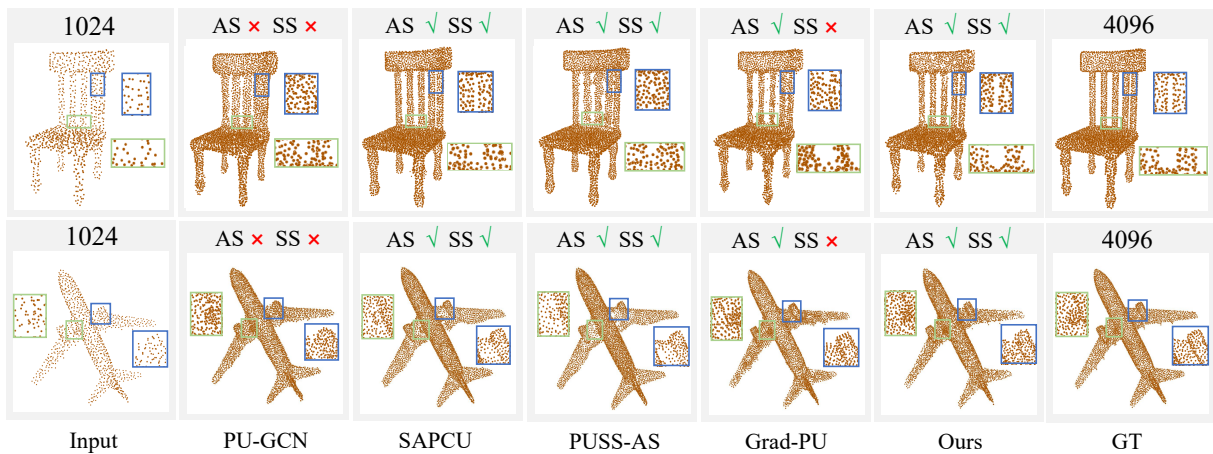 1024 AS × SS × AS √ SS √ AS √ SS √ AS √ SS × AS √ SS √ 4096
1024 AS × SS × AS √ SS √ AS √ SS √ AS √ SS × AS √ SS √ 4096
Input PU-GCN SAPCU PUSS-AS Grad-PU Ours GT